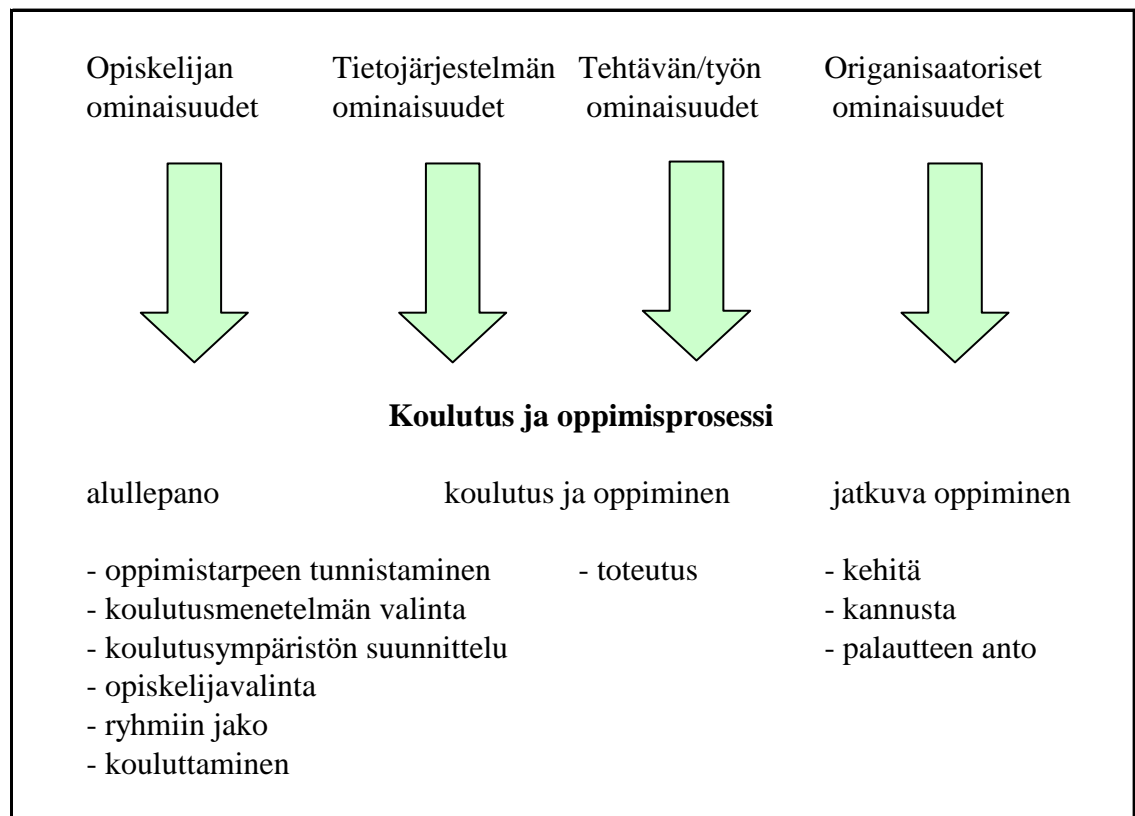 Opiskelijan Tietojärjestelmän Tehtävän/työn Origanisaatoriset
ominaisuudet ominaisuudet ominaisuudet ominaisuudet
Koulutus ja oppimisprosessi
alullepano koulutus ja oppiminen jatkuva oppiminen
- oppimistarpeen tunnistaminen - toteutus - kehitä
- koulutusmenetelmän valinta - kannusta
- koulutusympäristön suunnittelu - palautteen anto
- opiskelijavalinta
- ryhmiin jako
- kouluttaminen